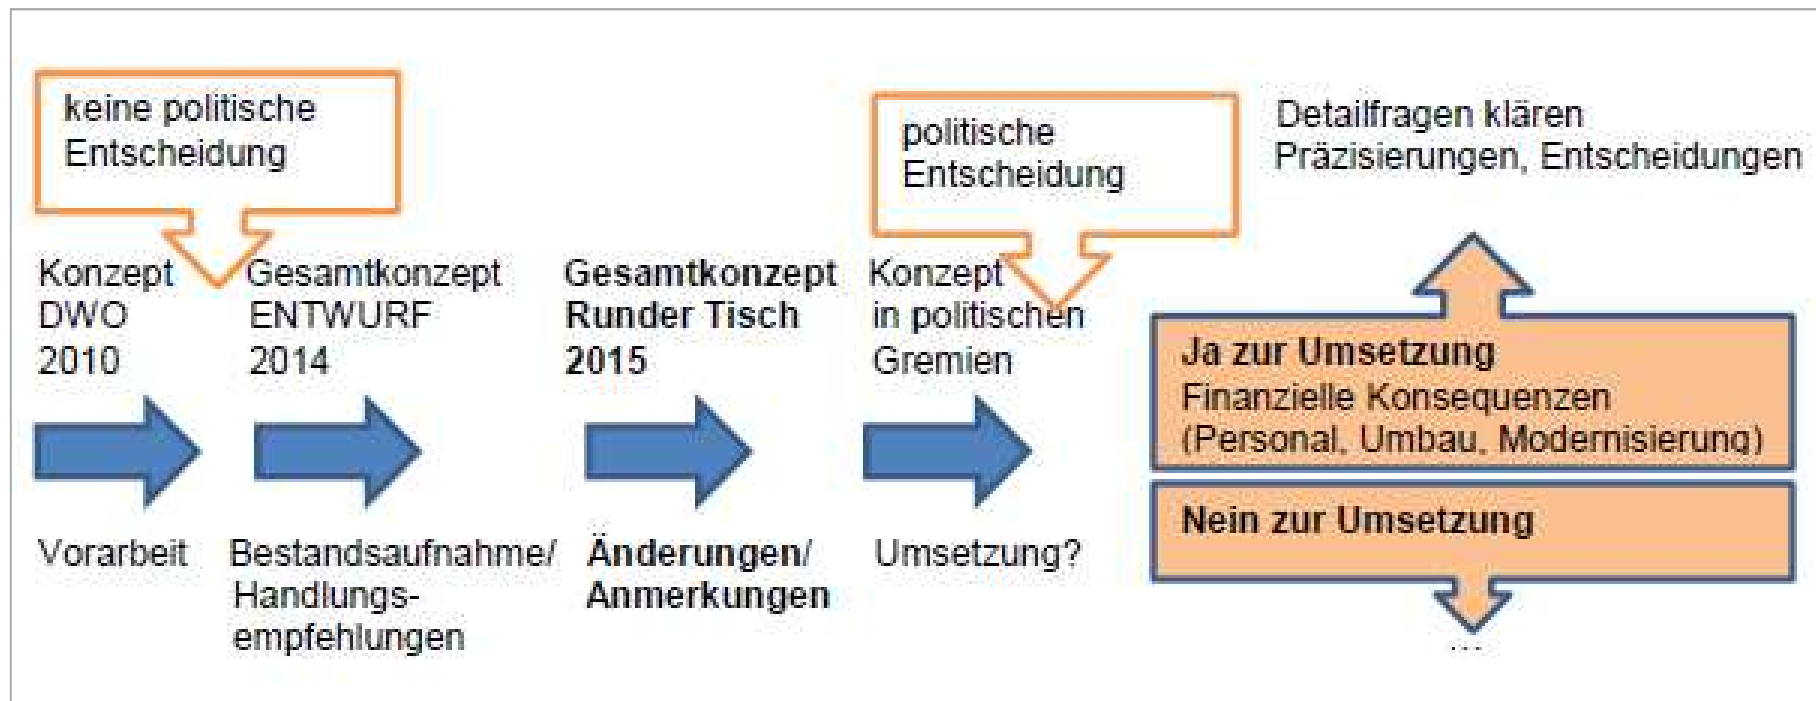 keine politische
Entscheidung
politische
Entscheidung
Detailfragen klären
Präzisierungen, Entscheidungen
Konzept
DWO
2010
Gesamtkonzept
ENTWURF
2014
Gesamtkonzept
Runder Tisch
2015
Konzept
in politischen
Gremien
Ja zur Umsetzung
Finanzielle Konsequenzen
(Personal, Umbau, Modernisierung)
Nein zur Umsetzung
...
Vorarbeit
Bestandsaufnahme/
Handlungs-
empfehlungen
Änderungen/
Anmerkungen
Umsetzung?